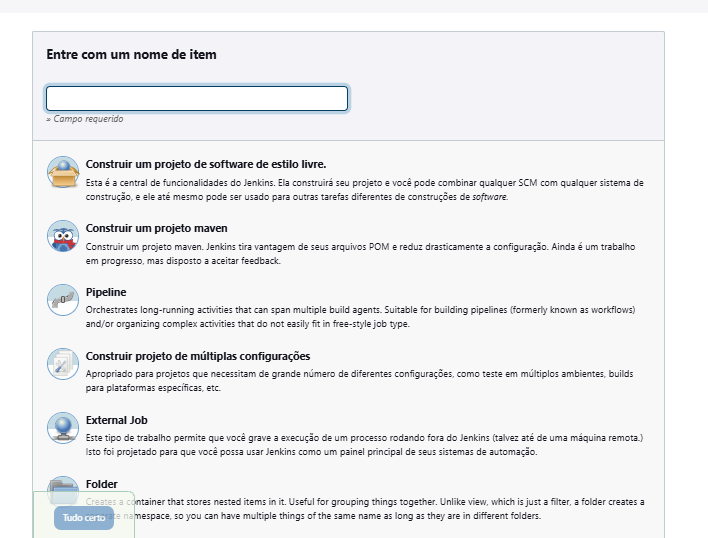 Entre com um nome de item
» Campo requerido
Construir um projeto de software de estilo livre.
Esta é a central de funcionalidades do Jenkins. Ela construirá seu projeto e você pode combinar qualquer SCM com qualquer sistema de
construção, e ele até mesmo pode ser usado para outras tarefas diferentes de construções de software.
Construir um projeto maven
Construir um projeto maven. Jenkins tira vantagem de seus arquivos POM e reduz drasticamente a configuração. Ainda é um trabalho
em progresso, mas disposto a aceitar feedback.
Pipeline
Orchestrates long-running activities that can span multiple build agents. Suitable for building pipelines (formerly known as workflows)
and/or organizing complex activities that do not easily fit in free-style job type.
Construir projeto de múltiplas configurações
Apropriado para projetos que necessitam de grande número de diferentes configurações, como teste em múltiplos ambientes, builds
para plataformas específicas, etc.
External Job
Este tipo de trabalho permite que você grave a execução de um processo rodando fora do Jenkins (talvez até de uma máquina remota.)
Isto foi projetado para que você possa usar Jenkins como um painel principal de seus sistemas de automação.
Folder
Creates a container that stores nested items in it. Useful for grouping things together. Unlike view, which is just a filter, a folder creates a
namespace, so you can have multiple things of the same name as long as they are in different folders.
Tudo certo